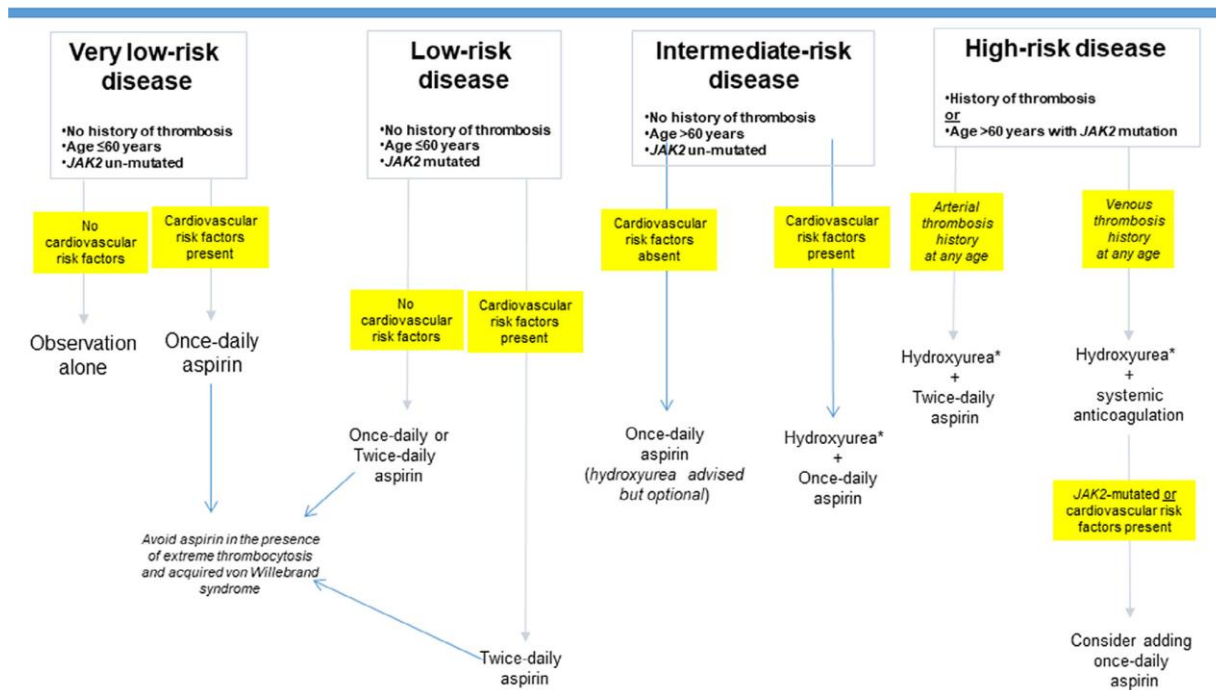 Very low-risk
disease
•No history of thrombosis
•Age ≤60 years
•JAK2 un-mutated
No
cardiovascular
risk factors
Cardiovascular
risk factors
present
Observation
alone
Once-daily
aspirin
Low-risk
disease
•No history of thrombosis
•Age ≤60 years
•JAK2 mutated
No
cardiovascular
risk factors
Cardiovascular
risk factors
present
Once-daily or
Twice-daily
aspirin
Avoid aspirin in the presence
of extreme thrombocytosis
and acquired von Willebrand
syndrome
Twice-daily
aspirin
Intermediate-risk
disease
•No history of thrombosis
•Age >60 years
•JAK2 un-mutated
Cardiovascular
risk factors
absent
Cardiovascular
risk factors
present
Once-daily
aspirin
(hydroxyurea advised
but optional)
Hydroxyurea*
+
Once-daily
aspirin
High-risk disease
•History of thrombosis
or
•Age >60 years with JAK2 mutation
Arterial
thrombosis
history
at any age
Venous
thrombosis
history
at any age
Hydroxyurea*
+
Twice-daily
aspirin
Hydroxyurea*
+
systemic
anticoagulation
JAK2-mutated or
cardiovascular risk
factors present
Consider adding
once-daily
aspirin